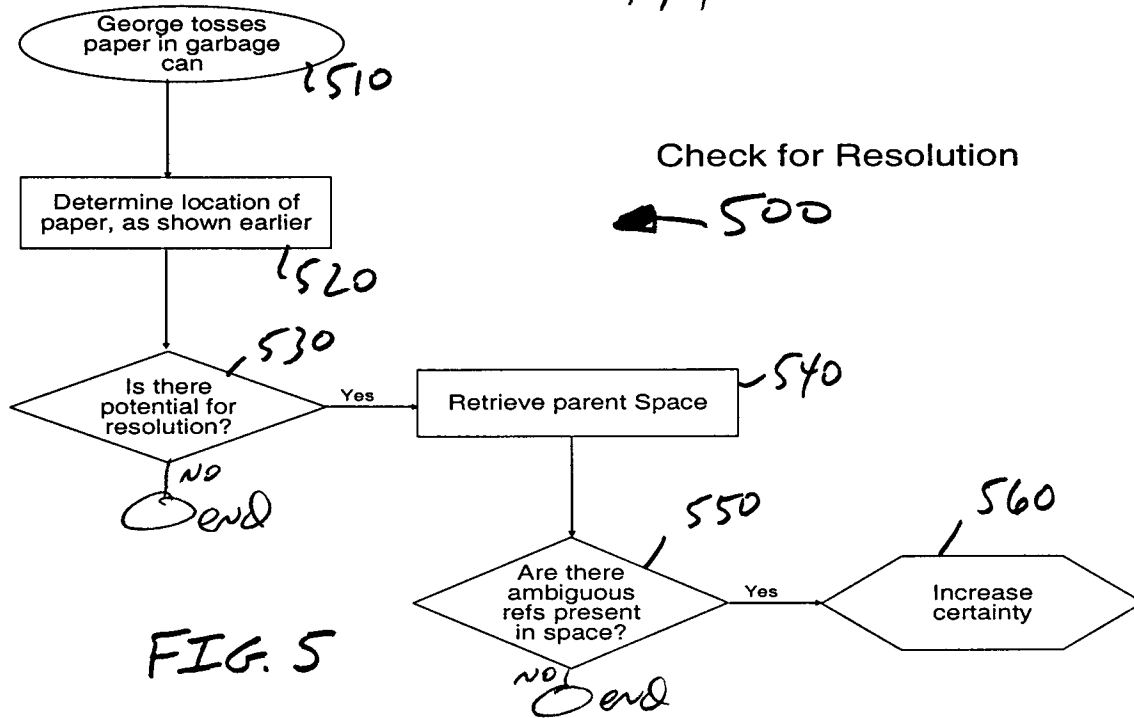 George tosses
paper in garbage
can
510
Check for Resolution
500
Determine location of
paper, as shown earlier
520
530
Is there
potential for
resolution?
Yes
NO
end
540
Retrieve parent Space
550
Are there
ambiguous
refs present
in space?
Yes
NO
end
560
Increase
certainty
FIG. 5